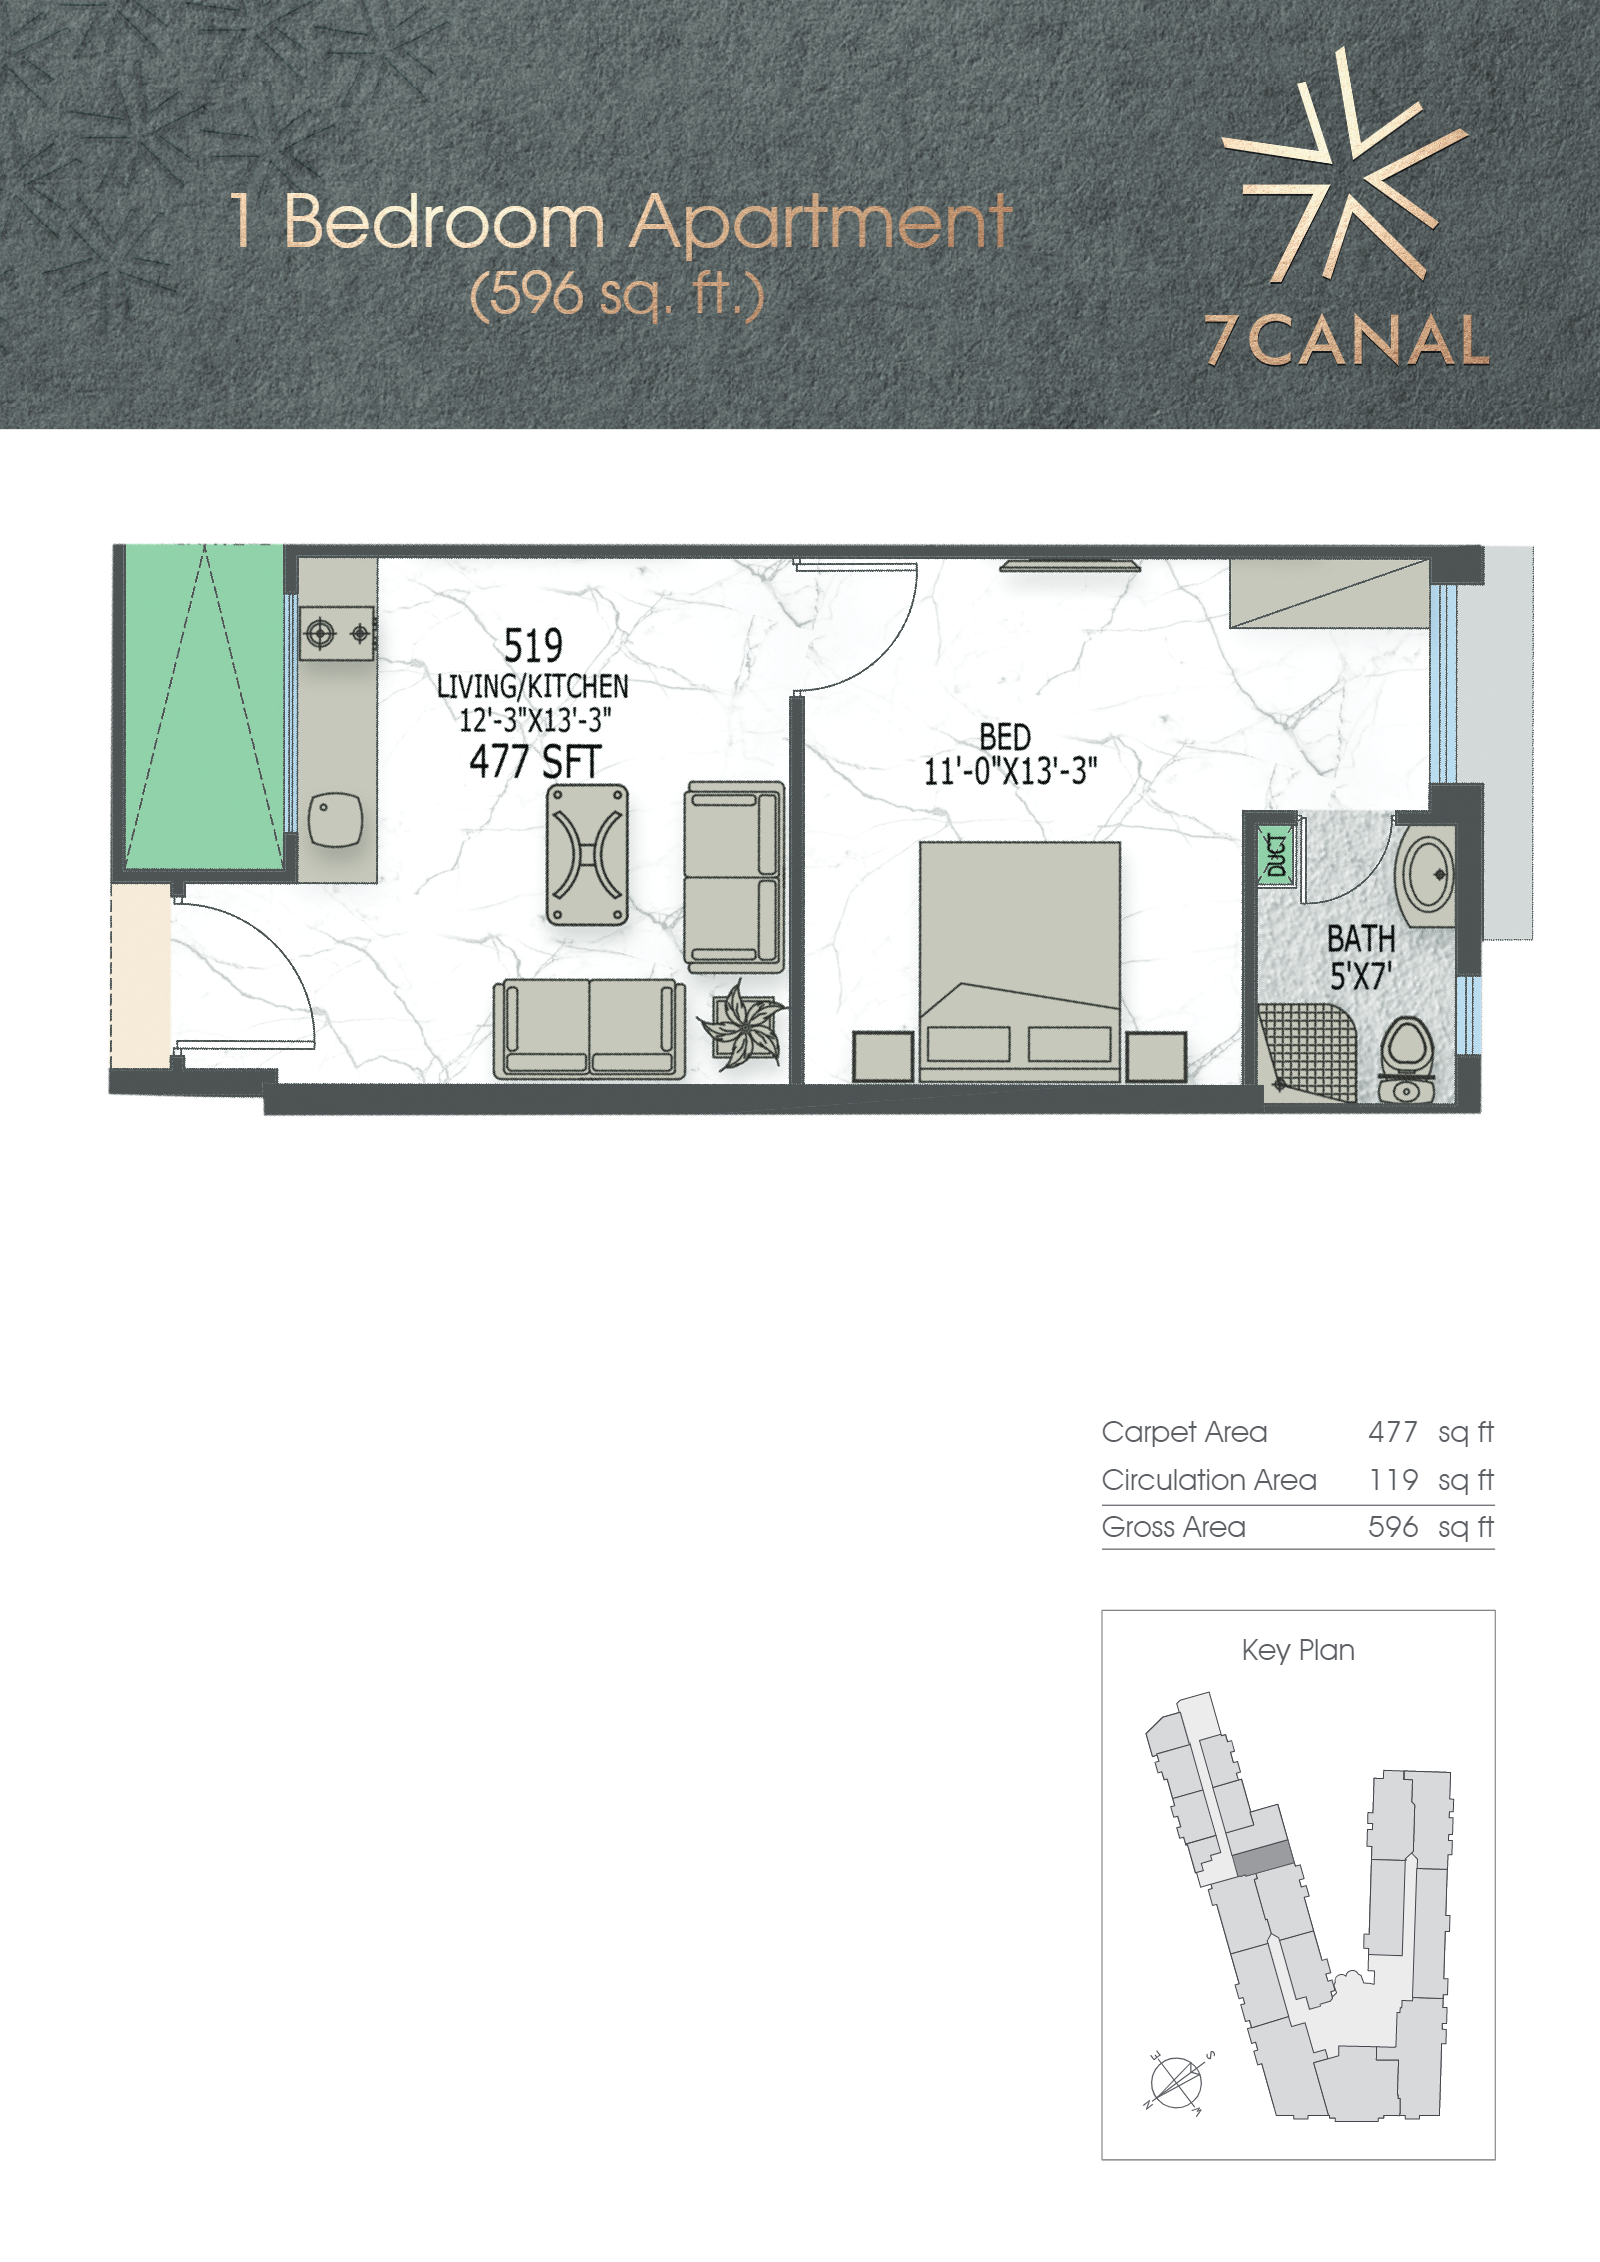 1 Bedroom Apartment
(596 sq. ft.)
7CANAL
519
LIVING/KITCHEN
12'-3"X13'-3"
477 SFT
BED
11'-0"X13'-3"
DUCT
BATH
5'X7'
Carpet Area 477 sq ft
Circulation Area 119 sq ft
Gross Area 596 sq ft
Key Plan
E
S
N
W